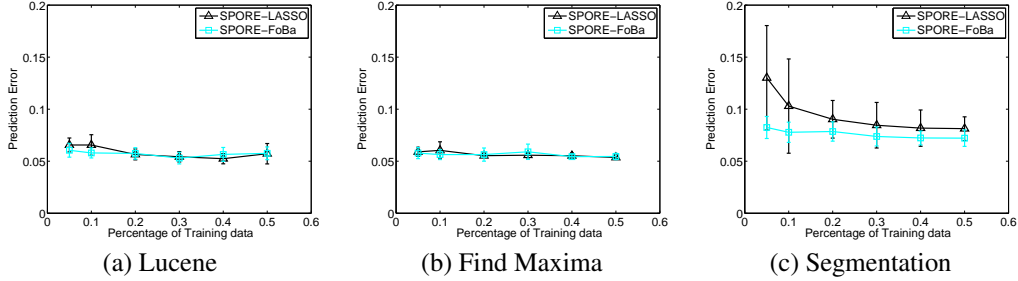 0.2
0.15
0.1
0.05
0
Prediction Error
0 0.1 0.2 0.3 0.4 0.5 0.6
Percentage of Training data
SPORE-LASSO
SPORE-FoBa
(a) Lucene
0.2
0.15
0.1
0.05
0
Prediction Error
0 0.1 0.2 0.3 0.4 0.5 0.6
Percentage of Training data
SPORE-LASSO
SPORE-FoBa
(b) Find Maxima
0.2
0.15
0.1
0.05
0
Prediction Error
0 0.1 0.2 0.3 0.4 0.5 0.6
Percentage of Training data
SPORE-LASSO
SPORE-FoBa
(c) Segmentation